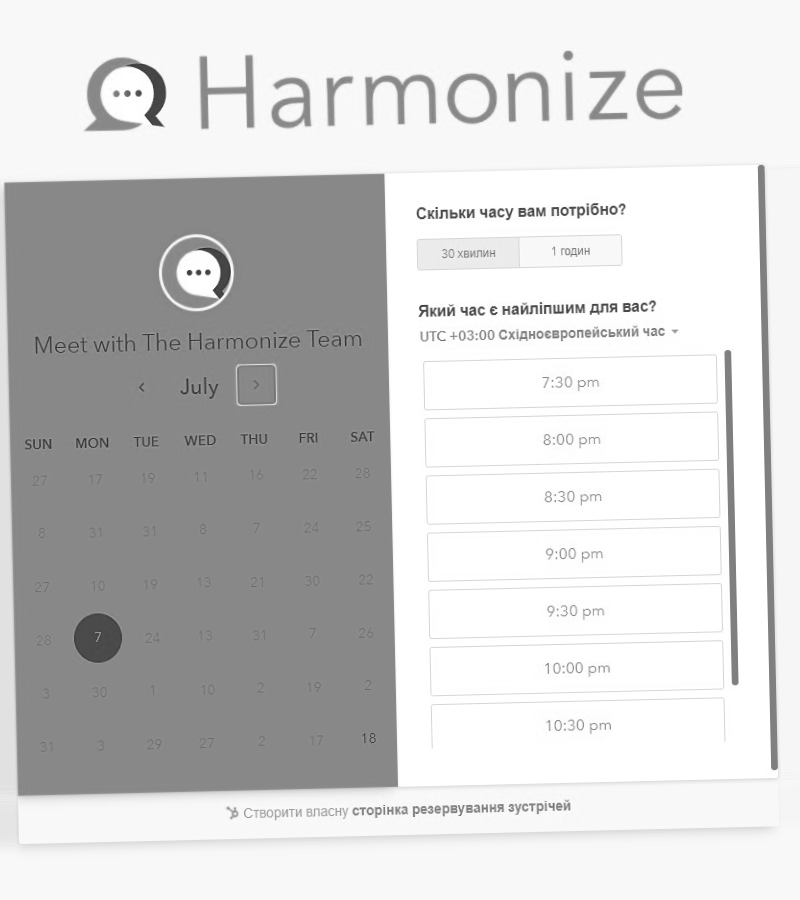 Harmonize
Meet with The Harmonize Team
July
SUN MON TUE WED THU FRI SAT
27 17 19 11 16 22 28
8 31 31 8 7 24 25
27 10 19 13 21 30 22
28 7 24 13 31 7 26
3 30 1 10 2 19 2
31 3 29 27 2 17 18
Скільки часу вам потрібно?
30 хвилин 1 годин
Який час є найліпшим для вас?
UTC +03:00 Східноєвропейський час
7:30 pm
8:00 pm
8:30 pm
9:00 pm
9:30 pm
10:00 pm
10:30 pm
Створити власну сторінка резервування зустрічей